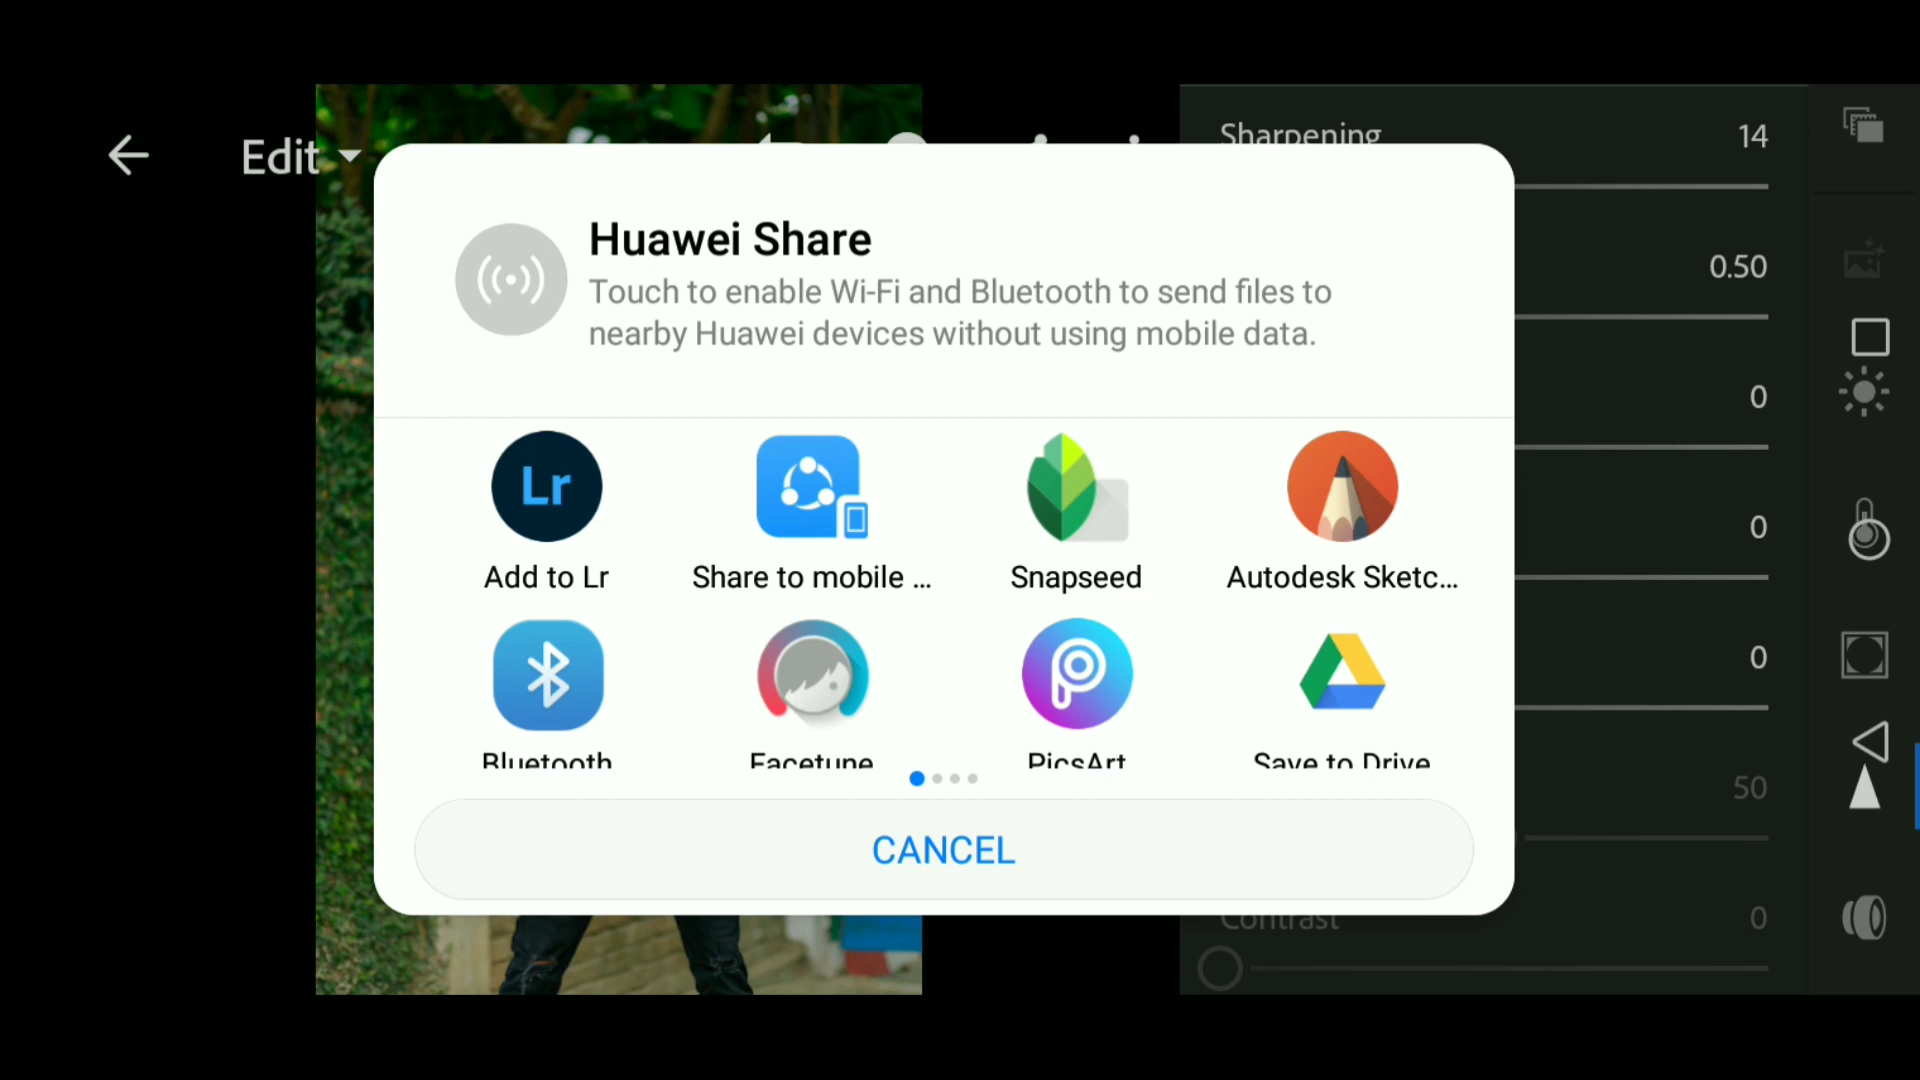 Edit
Sharpening 14
0.50
0
0
0
50
Contrast 0
Huawei Share
Touch to enable Wi-Fi and Bluetooth to send files to
nearby Huawei devices without using mobile data.
Lr
Add to Lr
Share to mobile ...
Snapseed
Autodesk Sketc...
Bluetooth
Facetune
PicsArt
Save to Drive
CANCEL